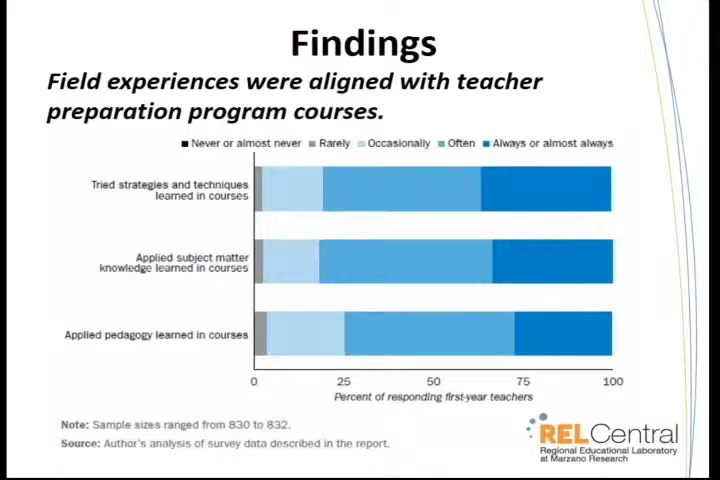 Findings
Field experiences were aligned with teacher
preparation program courses.
Never or almost never Rarely Occasionally Often Always or almost always
Tried strategies and techniques
learned in courses
Applied subject matter
knowledge learned in courses
Applied pedagogy learned in courses
0 25 50 75 100
Percent of responding first-year teachers
Note: Sample sizes ranged from 830 to 832.
Source: Author's analysis of survey data described in the report.
REL Central
Regional Educational Laboratory
at Marzano Research